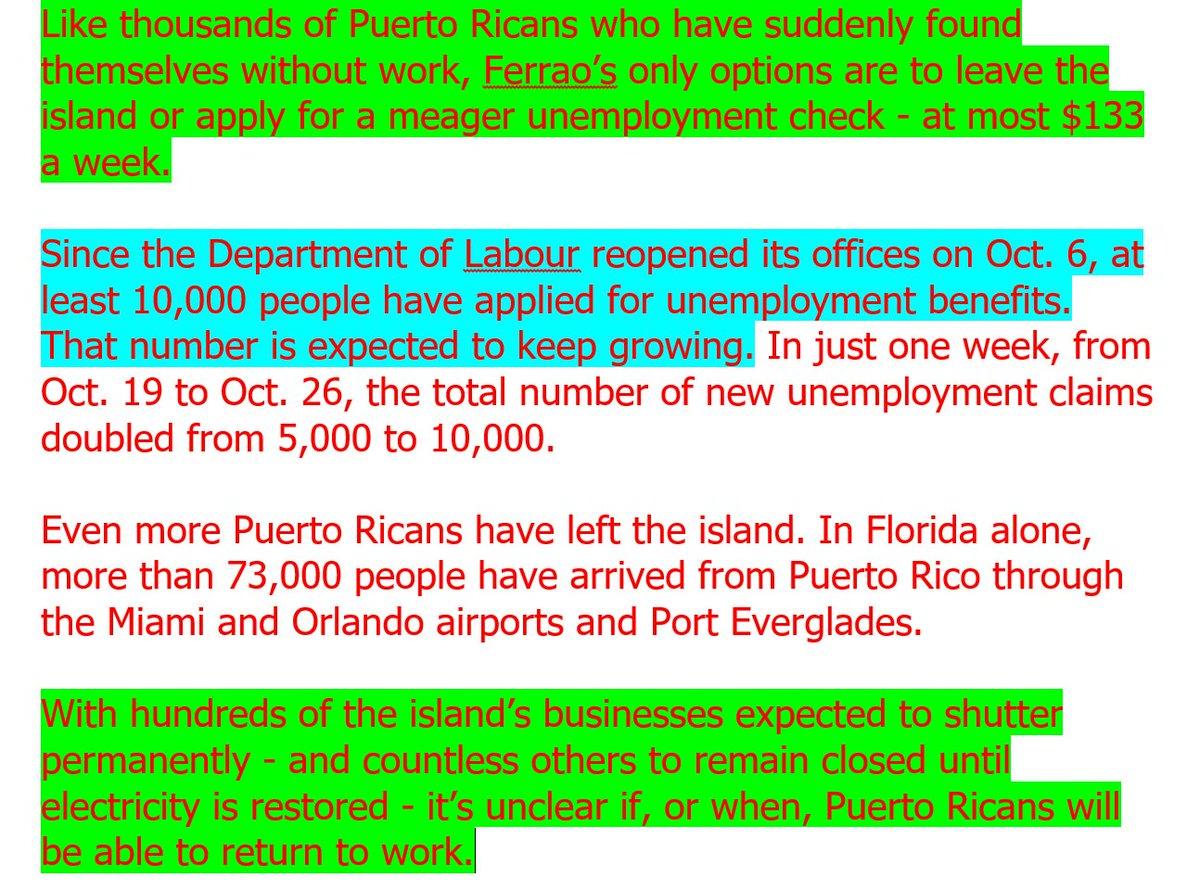 Like thousands of Puerto Ricans who have suddenly found
themselves without work, Ferrao’s only options are to leave the
island or apply for a meager unemployment check - at most $133
a week.
Since the Department of Labour reopened its offices on Oct. 6, at
least 10,000 people have applied for unemployment benefits.
That number is expected to keep growing. In just one week, from
Oct. 19 to Oct. 26, the total number of new unemployment claims
doubled from 5,000 to 10,000.
Even more Puerto Ricans have left the island. In Florida alone,
more than 73,000 people have arrived from Puerto Rico through
the Miami and Orlando airports and Port Everglades.
With hundreds of the island’s businesses expected to shutter
permanently - and countless others to remain closed until
electricity is restored - it’s unclear if, or when, Puerto Ricans will
be able to return to work.